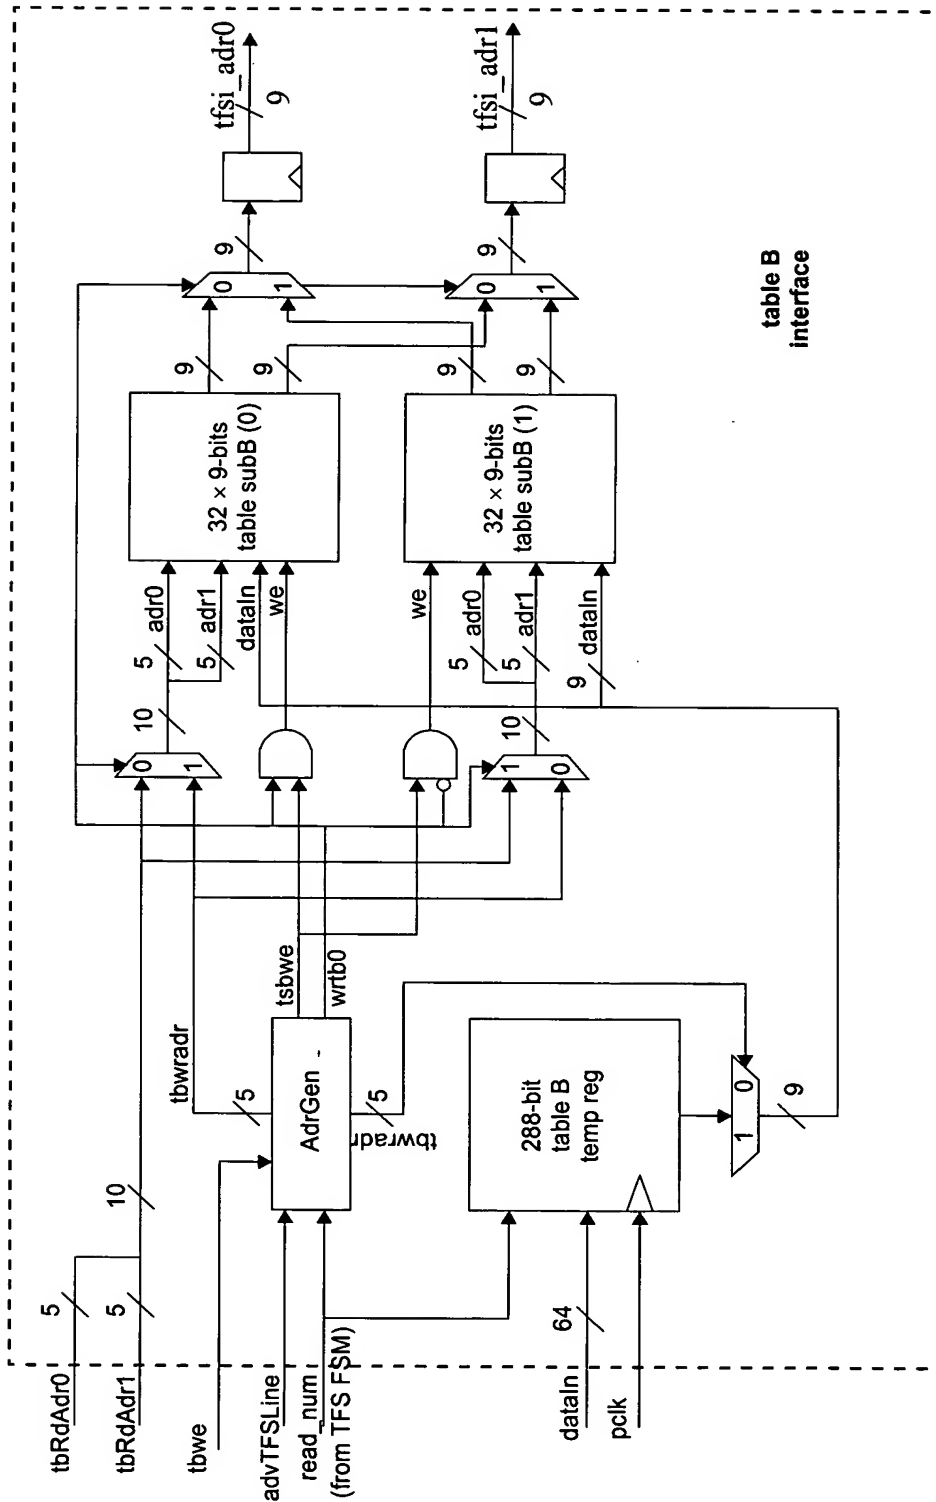 tbRdAdr0
5
tbRdAdr1
5
10
tbwe
advTFSLine
read_num
(from TFS FSM)
dataIn
64
pclk
AdrGen
tbwradr
5
tbwradr
5
tsbwe
wrtb0
288-bit
table B
temp reg
1
0
9
0
1
10
5
adr0
5
adr1
dataIn
we
32 × 9-bits
table subB (0)
9
9
1
0
10
we
5
adr0
5
adr1
9
dataIn
32 × 9-bits
table subB (1)
9
9
0
1
9
tfsi_adr0
9
0
1
9
tfsi_adr1
9
table B
interface